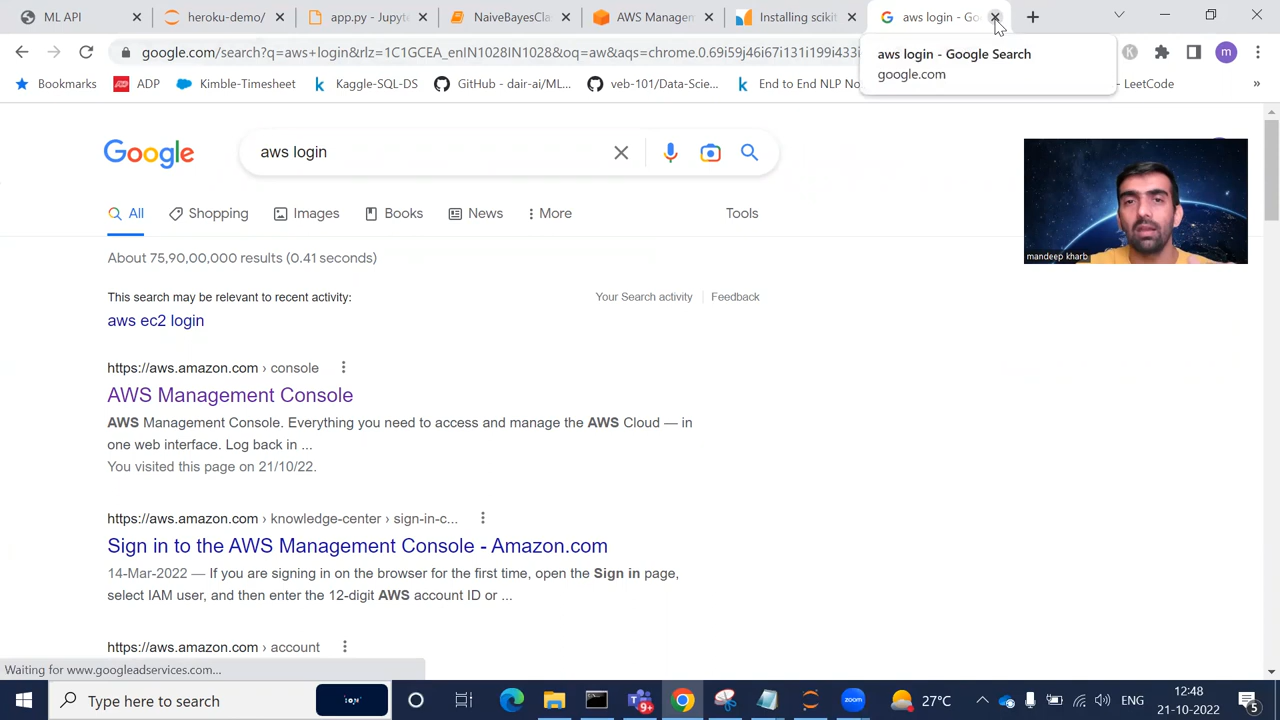 ML API
heroku-demo/
app.py - Jupyte
NaiveBayesCla
AWS Managem
Installing scikit
aws login - Goo
google.com/search?q=aws+login&rlz=1C1GCEA_enIN1028IN1028&oq=aw&aqs=chrome.0.69i59j46i67i131i199i433i
aws login - Google Search
google.com
Bookmarks
ADP
Kimble-Timesheet
Kaggle-SQL-DS
GitHub - dair-ai/ML...
veb-101/Data-Scie...
End to End NLP No
- LeetCode
»
Google
aws login
All
Shopping
Images
Books
News
More
Tools
About 75,90,00,000 results (0.41 seconds)
This search may be relevant to recent activity:
Your Search activity
Feedback
aws ec2 login
https://aws.amazon.com › console
AWS Management Console
AWS Management Console. Everything you need to access and manage the AWS Cloud — in
one web interface. Log back in ...
You visited this page on 21/10/22.
https://aws.amazon.com › knowledge-center › sign-in-c...
Sign in to the AWS Management Console - Amazon.com
14-Mar-2022 — If you are signing in on the browser for the first time, open the Sign in page,
select IAM user, and then enter the 12-digit AWS account ID or ...
https://aws.amazon.com › account
Waiting for www.googleadservices.com...
mandeep kharb
K
m
Type here to search
9+
zoom
27°C
ENG
12:48
21-10-2022
5